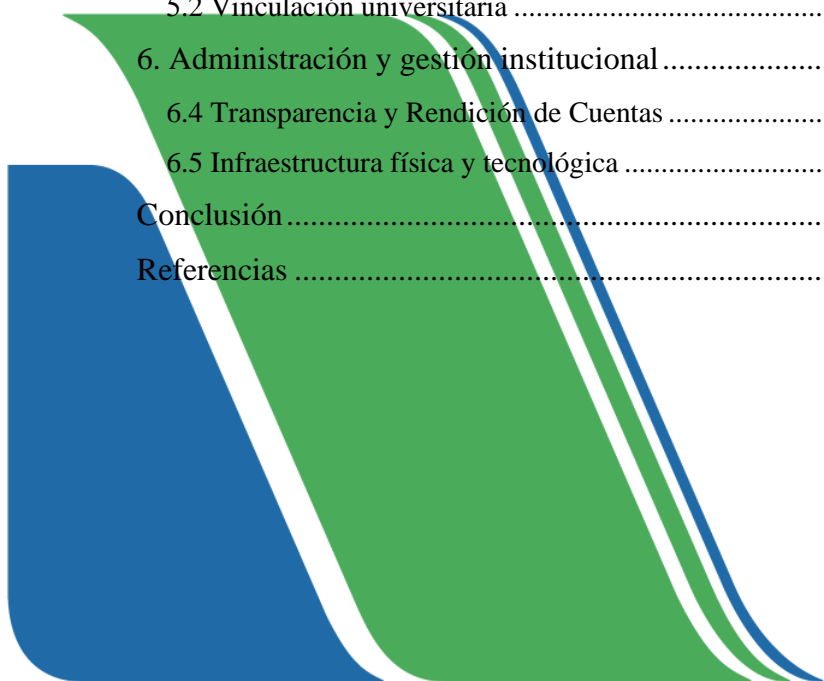 5.2 Vinculación universitaria ........................................
6. Administración y gestión institucional ....................
6.4 Transparencia y Rendición de Cuentas ....................
6.5 Infraestructura física y tecnológica ..........................
Conclusión ......................................................................
Referencias .....................................................................